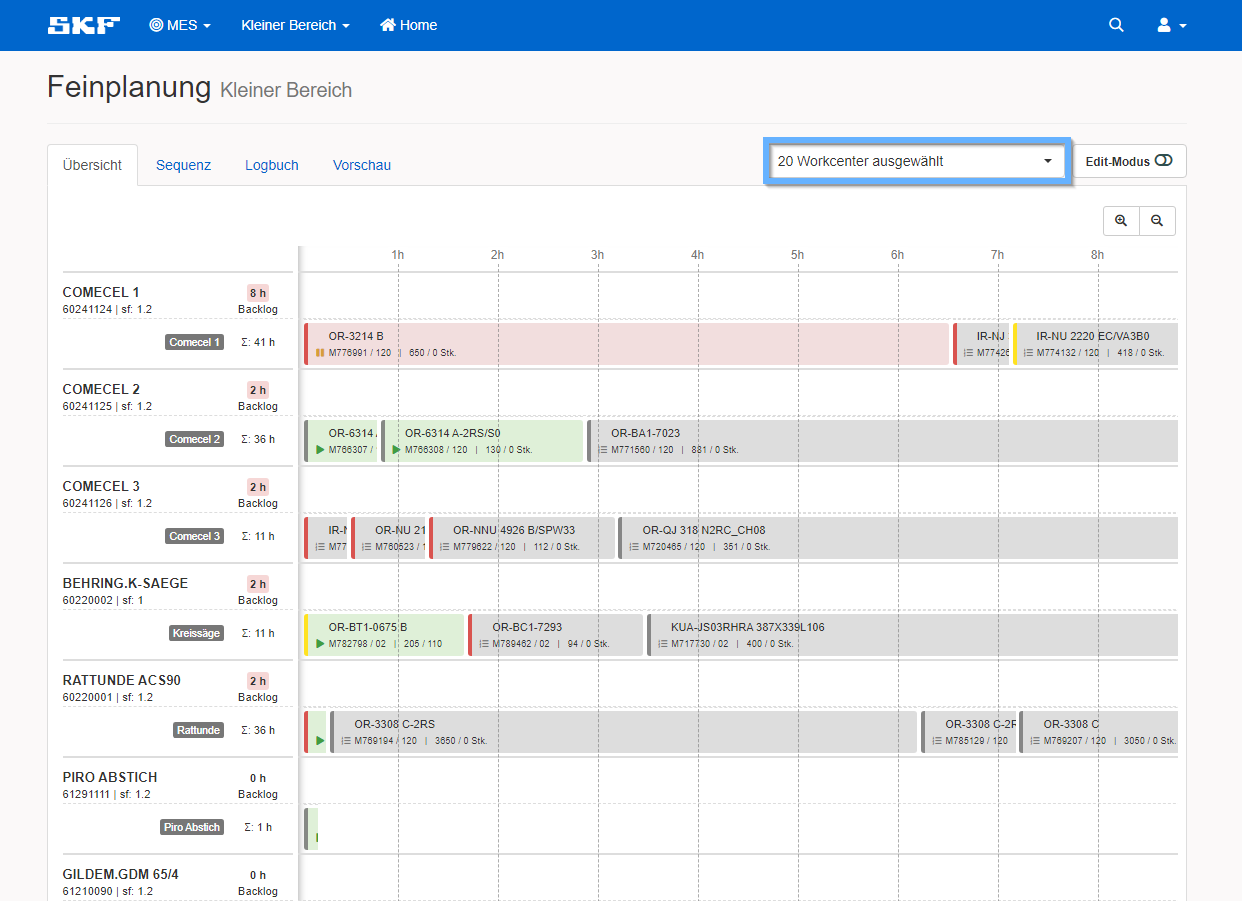 SKF MES Kleiner Bereich Home
Feinplanung Kleiner Bereich
Übersicht Sequenz Logbuch Vorschau 20 Workcenter ausgewählt Edit-Modus
1h 2h 3h 4h 5h 6h 7h 8h
COMECEL 1 8 h
60241124 | sf: 1.2 Backlog
Comecel 1 Σ: 41 h
OR-3214 B
M776991 / 120 | 650 / 0 Stk.
IR-NJ
M77426
IR-NU 2220 EC/VA3B0
M774132 / 120 | 418 / 0 Stk.
COMECEL 2 2 h
60241125 | sf: 1.2 Backlog
Comecel 2 Σ: 36 h
OR-6314
M766307 /
OR-6314 A-2RS/S0
M766308 / 120 | 130 / 0 Stk.
OR-BA1-7023
M771560 / 120 | 881 / 0 Stk.
COMECEL 3 2 h
60241126 | sf: 1.2 Backlog
Comecel 3 Σ: 11 h
IR-N
M77
OR-NU 21
M760523 / 1
OR-NNU 4926 B/SPW33
M779622 / 120 | 112 / 0 Stk.
OR-QJ 318 N2RC_CH08
M720465 / 120 | 351 / 0 Stk.
BEHRING.K-SAEGE 2 h
60220002 | sf: 1 Backlog
Kreissäge Σ: 11 h
OR-BT1-0675 B
M782798 / 02 | 205 / 110
OR-BC1-7293
M789462 / 02 | 94 / 0 Stk.
KUA-JS03RHRA 387X339L106
M717730 / 02 | 400 / 0 Stk.
RATTUNDE ACS90 2 h
60220001 | sf: 1.2 Backlog
Rattunde Σ: 36 h
OR-3308 C-2RS
M769194 / 120 | 3650 / 0 Stk.
OR-3308 C-2R
M785129 / 120
OR-3308 C
M769207 / 120 | 3050 / 0 Stk.
PIRO ABSTICH 0 h
61291111 | sf: 1.2 Backlog
Piro Abstich Σ: 1 h
GILDEM.GDM 65/4 0 h
61210090 | sf: 1.2 Backlog